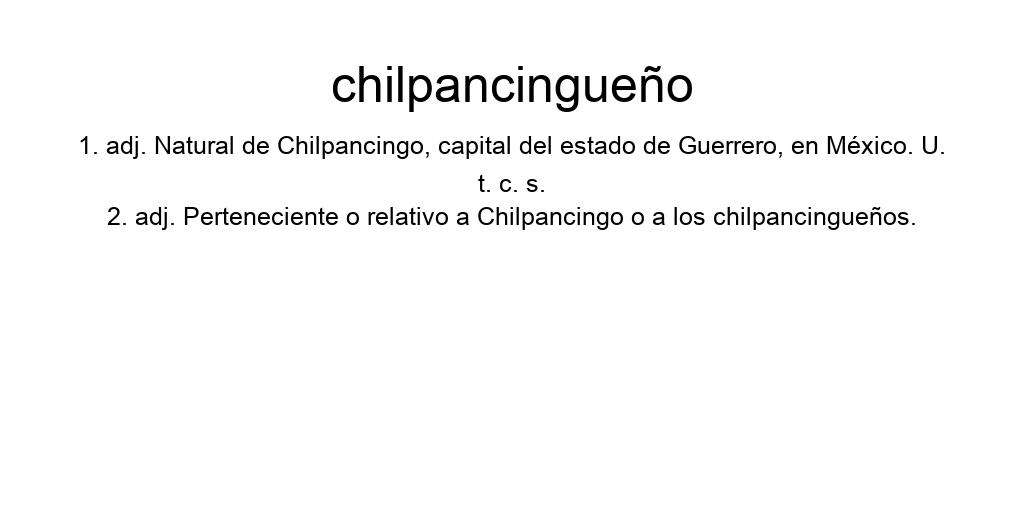 chilpancingueño
1. adj. Natural de Chilpancingo, capital del estado de Guerrero, en México. U.
t. c. s.
2. adj. Perteneciente o relativo a Chilpancingo o a los chilpancingueños.